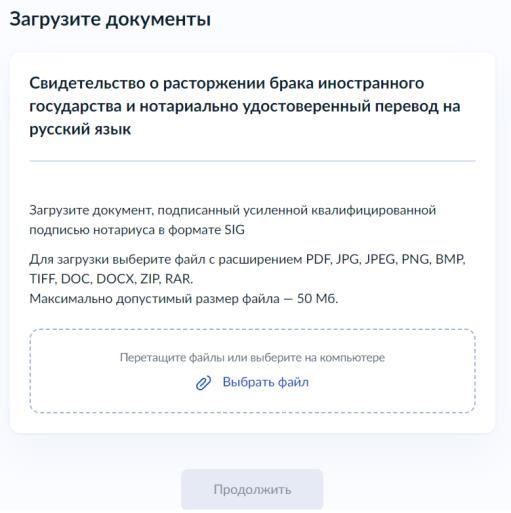 Загрузите документы
Свидетельство о расторжении брака иностранного
государства и нотариально удостоверенный перевод на
русский язык
Загрузите документ, подписанный усиленной квалифицированной
подписью нотариуса в формате SIG
Для загрузки выберите файл с расширением PDF, JPG, JPEG, PNG, BMP,
TIFF, DOC, DOCX, ZIP, RAR.
Максимально допустимый размер файла — 50 Мб.
Перетащите файлы или выберите на компьютере
Выбрать файл
Продолжить